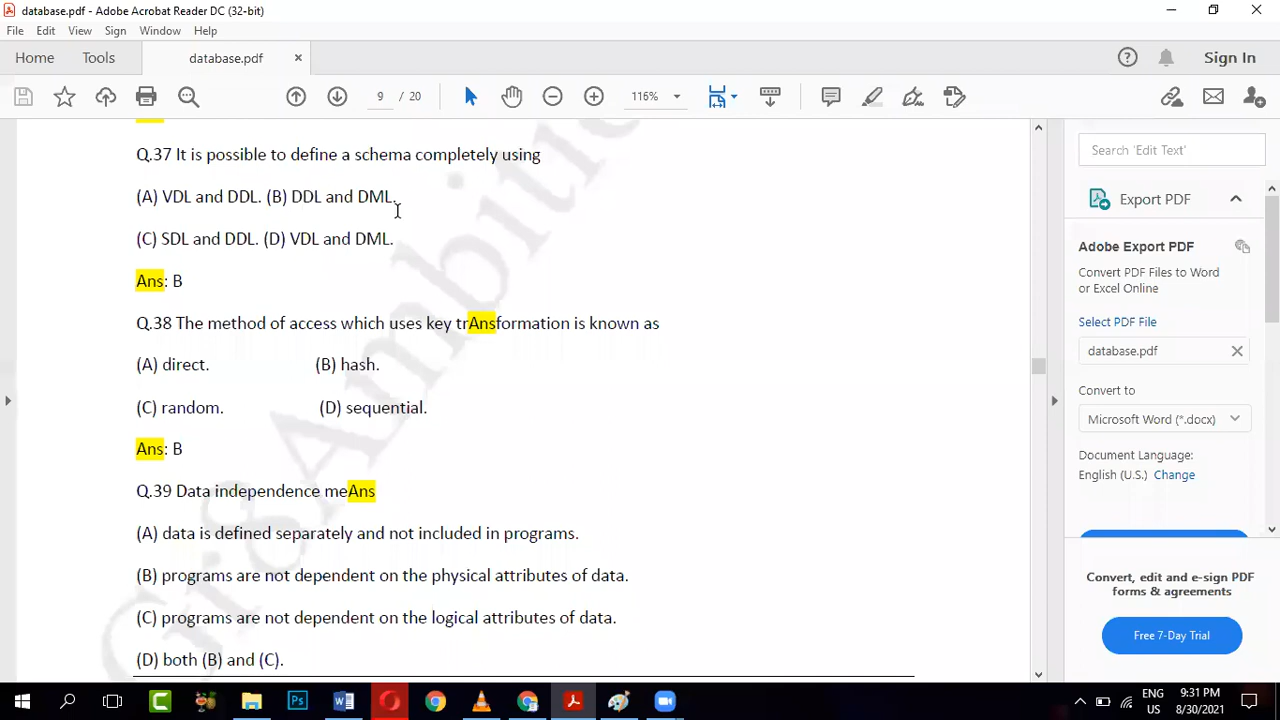 database.pdf - Adobe Acrobat Reader DC (32-bit)
File Edit View Sign Window Help
Home Tools database.pdf Sign In
9 / 20 116%
Q.37 It is possible to define a schema completely using
(A) VDL and DDL. (B) DDL and DML.
(C) SDL and DDL. (D) VDL and DML.
Ans: B
Q.38 The method of access which uses key trAnsformation is known as
(A) direct. (B) hash.
(C) random. (D) sequential.
Ans: B
Q.39 Data independence meAns
(A) data is defined separately and not included in programs.
(B) programs are not dependent on the physical attributes of data.
(C) programs are not dependent on the logical attributes of data.
(D) both (B) and (C).
Search 'Edit Text'
Export PDF
Adobe Export PDF
Convert PDF Files to Word
or Excel Online
Select PDF File
database.pdf
Convert to
Microsoft Word (*.docx)
Document Language:
English (U.S.) Change
Convert, edit and e-sign PDF
forms & agreements
Free 7-Day Trial
ENG
US
9:31 PM
8/30/2021